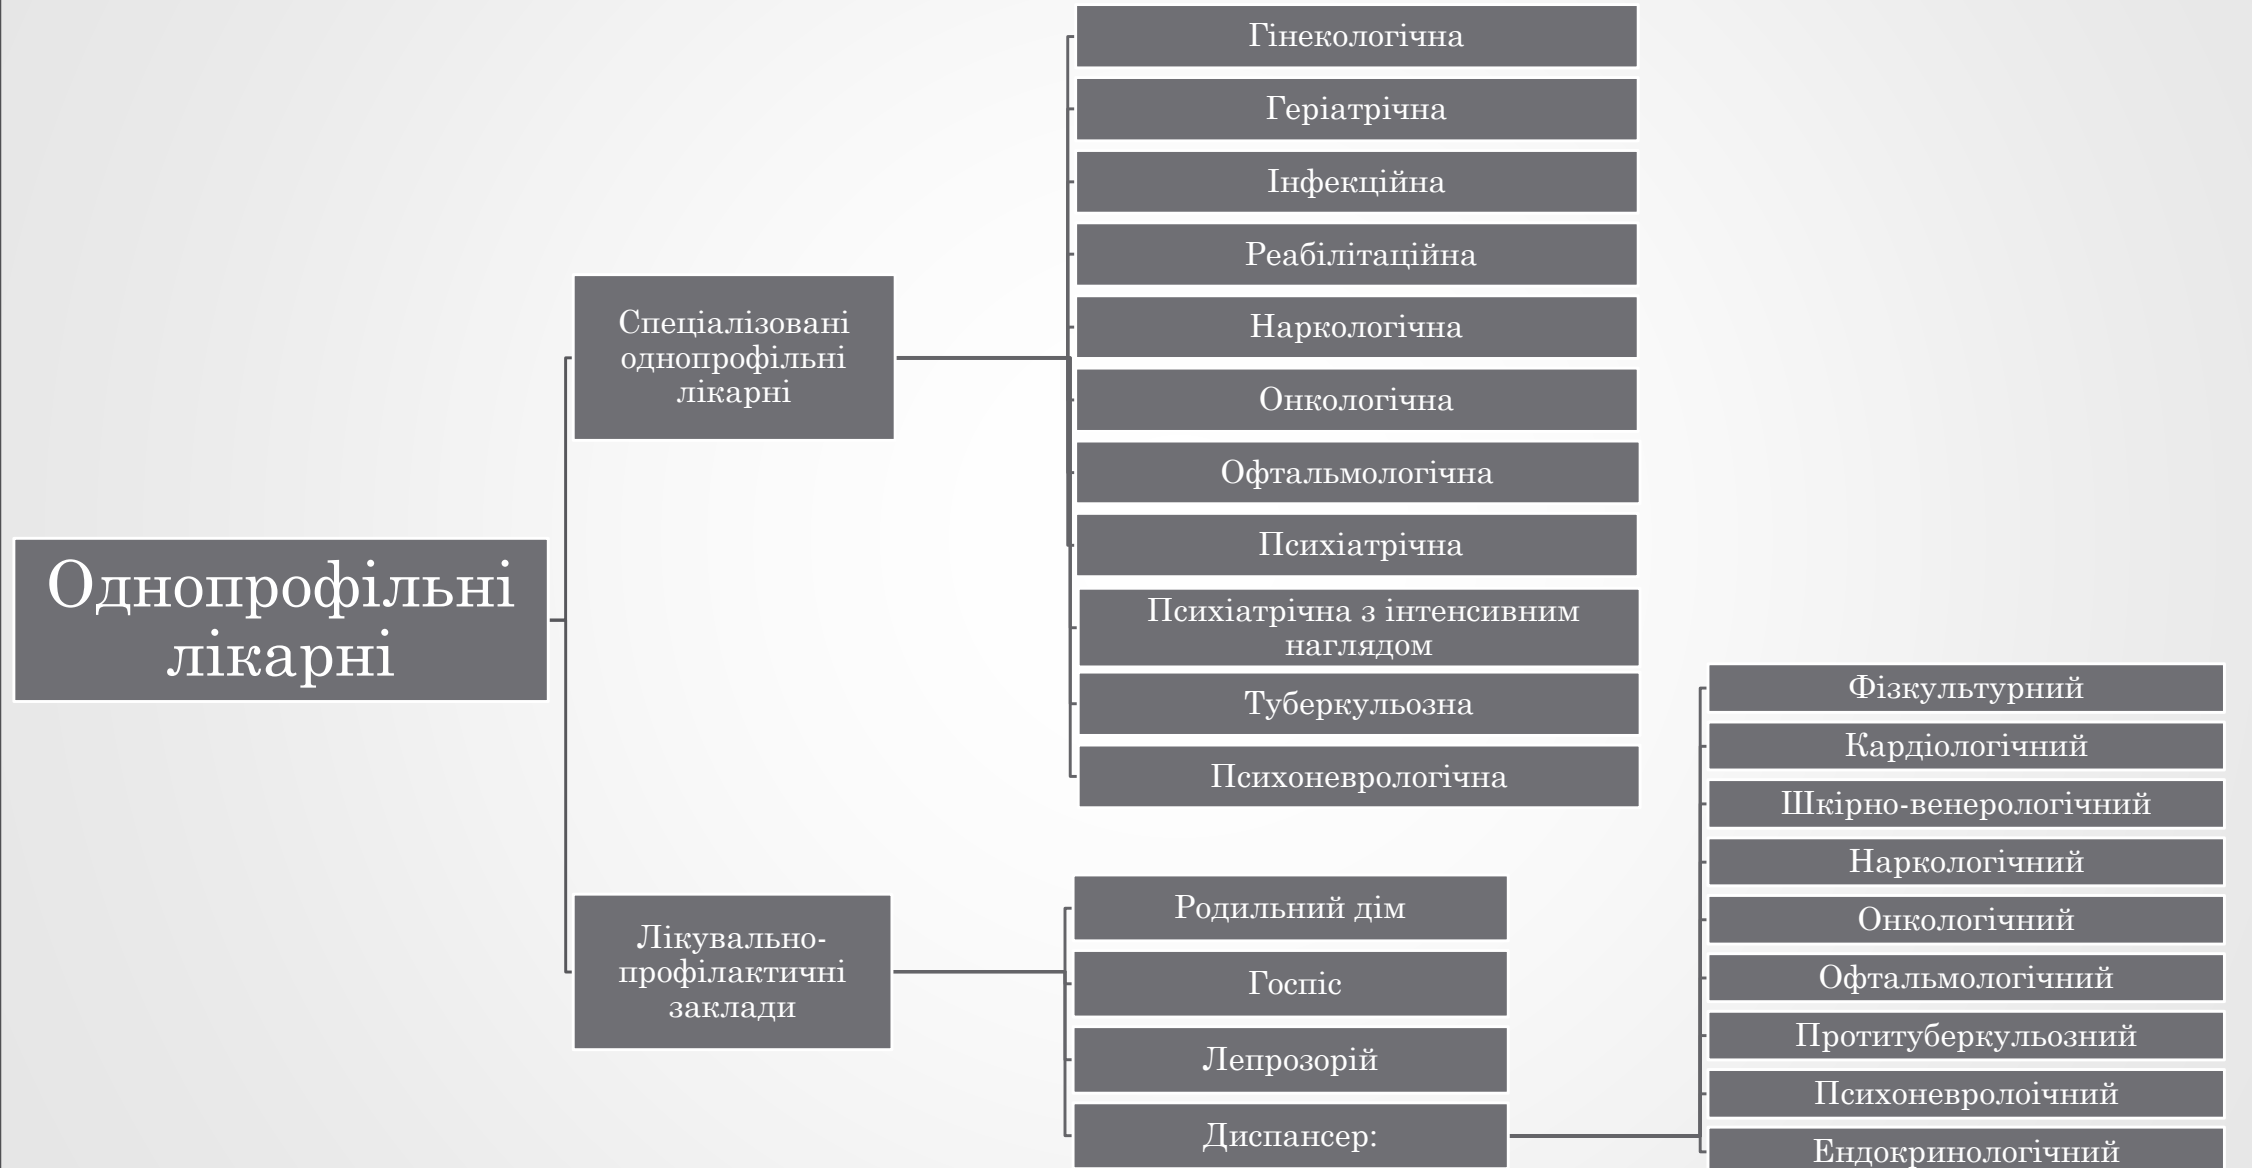 Однопрофільні
лікарні
Спеціалізовані
однопрофільні
лікарні
Гінекологічна
Геріатрічна
Інфекційна
Реабілітаційна
Наркологічна
Онкологічна
Офтальмологічна
Психіатрічна
Психіатрічна з інтенсивним
наглядом
Туберкульозна
Психоневрологічна
Лікувально-
профілактичні
заклади
Родильний дім
Госпіс
Лепрозорій
Диспансер:
Фізкультурний
Кардіологічний
Шкірно-венерологічний
Наркологічний
Онкологічний
Офтальмологічний
Протитуберкульозний
Психоневролоічний
Ендокринологічний